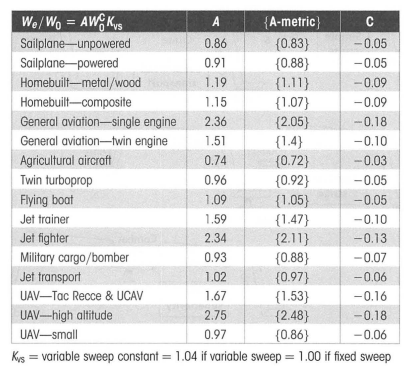 We/W0 = AW0^C Kvs A {A-metric} C
Sailplane—unpowered 0.86 {0.83} −0.05
Sailplane—powered 0.91 {0.88} −0.05
Homebuilt—metal/wood 1.19 {1.11} −0.09
Homebuilt—composite 1.15 {1.07} −0.09
General aviation—single engine 2.36 {2.05} −0.18
General aviation—twin engine 1.51 {1.4} −0.10
Agricultural aircraft 0.74 {0.72} −0.03
Twin turboprop 0.96 {0.92} −0.05
Flying boat 1.09 {1.05} −0.05
Jet trainer 1.59 {1.47} −0.10
Jet fighter 2.34 {2.11} −0.13
Military cargo/bomber 0.93 {0.88} −0.07
Jet transport 1.02 {0.97} −0.06
UAV—Tac Recce & UCAV 1.67 {1.53} −0.16
UAV—high altitude 2.75 {2.48} −0.18
UAV—small 0.97 {0.86} −0.06
Kvs = variable sweep constant = 1.04 if variable sweep = 1.00 if fixed sweep